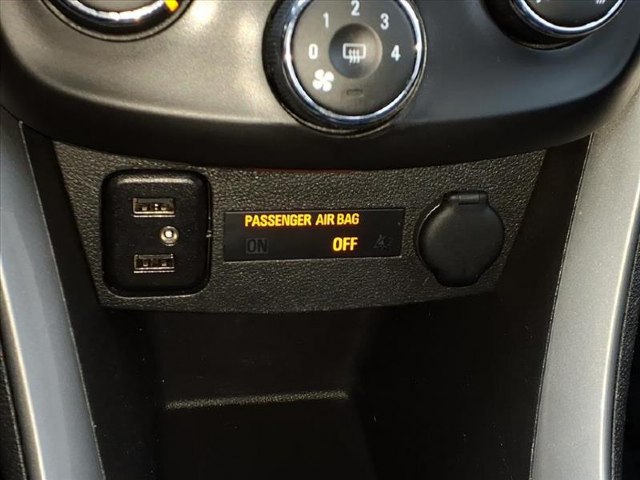 2
1 3
0 4
PASSENGER AIR BAG
ON OFF